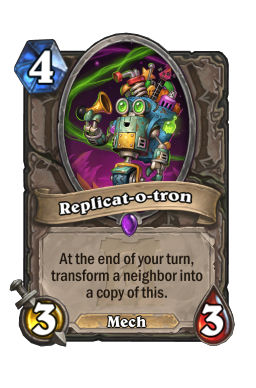 4
Replicat-o-tron
At the end of your turn,
transform a neighbor into
a copy of this.
3
Mech
3